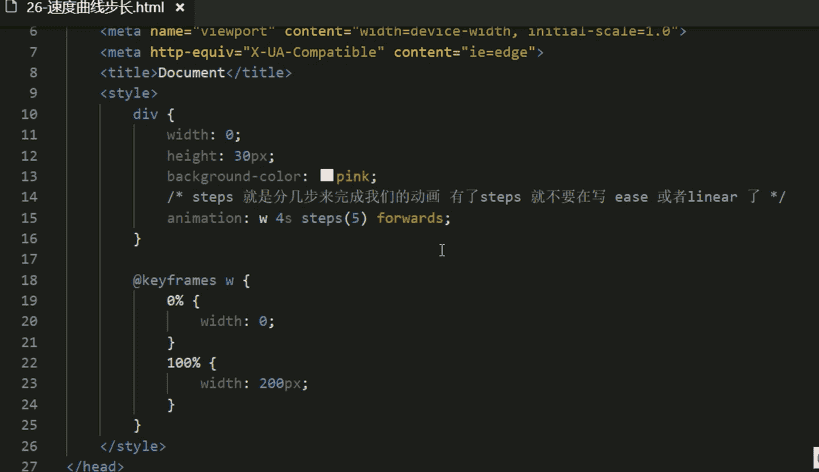 26-速度曲线步长.html ×
6 <meta name="viewport" content="width=device-width, initial-scale=1.0">
7 <meta http-equiv="X-UA-Compatible" content="ie=edge">
8 <title>Document</title>
9 <style>
10 div {
11 width: 0;
12 height: 30px;
13 background-color: pink;
14 /* steps 就是分几步来完成我们的动画 有了steps 就不要在写 ease 或者linear 了 */
15 animation: w 4s steps(5) forwards;
16 }
17
18 @keyframes w {
19 0% {
20 width: 0;
21 }
22 100% {
23 width: 200px;
24 }
25 }
26 </style>
27 </head>